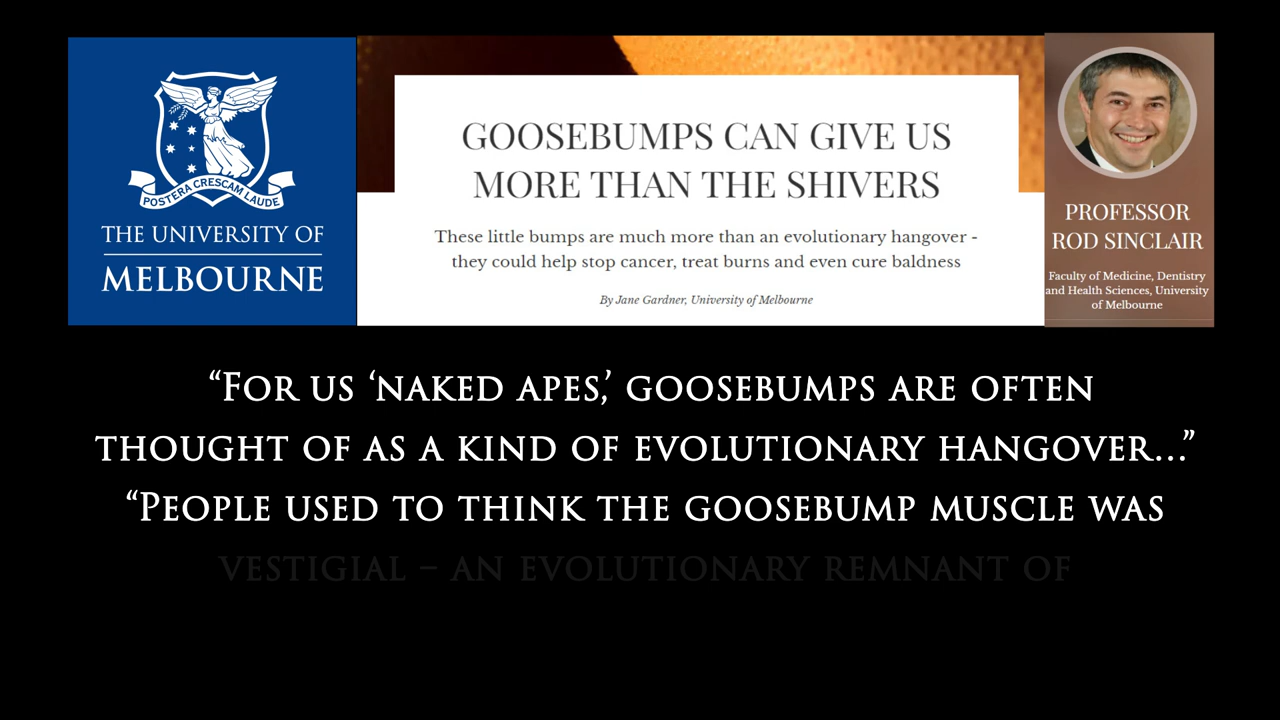 POSTERA CRESCAM LAUDE
THE UNIVERSITY OF
MELBOURNE
GOOSEBUMPS CAN GIVE US
MORE THAN THE SHIVERS
These little bumps are much more than an evolutionary hangover -
they could help stop cancer, treat burns and even cure baldness
By Jane Gardner, University of Melbourne
PROFESSOR
ROD SINCLAIR
Faculty of Medicine, Dentistry
and Health Sciences, University
of Melbourne
“FOR US ‘NAKED APES,’ GOOSEBUMPS ARE OFTEN
THOUGHT OF AS A KIND OF EVOLUTIONARY HANGOVER...”
“PEOPLE USED TO THINK THE GOOSEBUMP MUSCLE WAS
VESTIGIAL – AN EVOLUTIONARY REMNANT OF